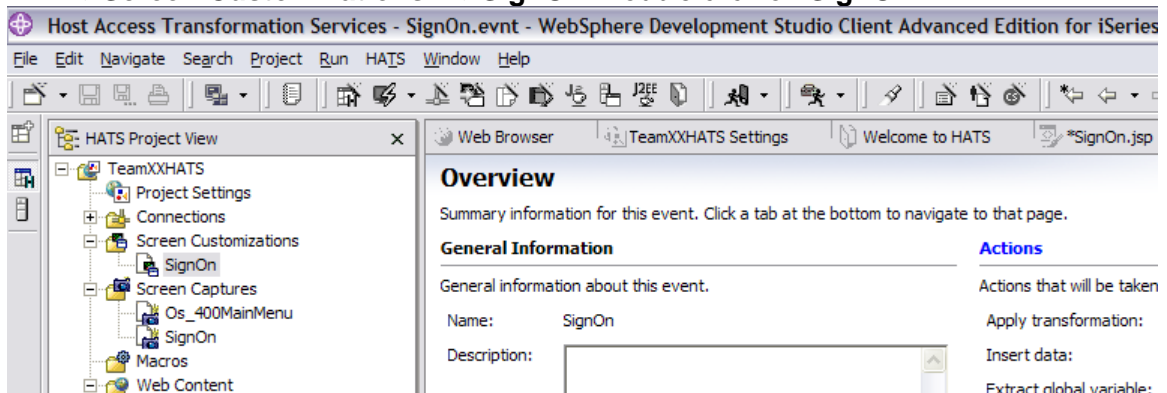 Host Access Transformation Services - SignOn.evnt - WebSphere Development Studio Client Advanced Edition for iSeries
File Edit Navigate Search Project Run HATS Window Help
HATS Project View
Web Browser TeamXXHATS Settings Welcome to HATS *SignOn.jsp
TeamXXHATS
Project Settings
Connections
Screen Customizations
SignOn
Screen Captures
Os_400MainMenu
SignOn
Macros
Web Content
Overview
Summary information for this event. Click a tab at the bottom to navigate to that page.
General Information Actions
General information about this event. Actions that will be taken
Name: SignOn Apply transformation:
Description: Insert data:
Extract global variable: